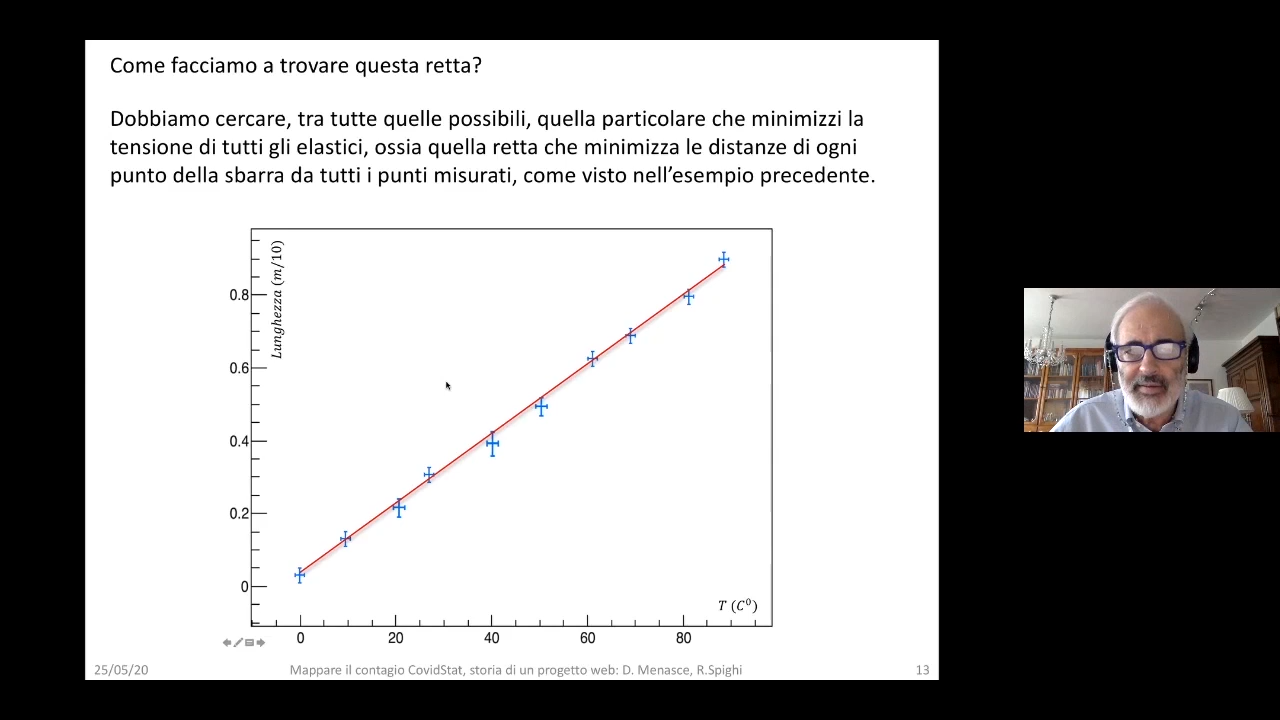 Come facciamo a trovare questa retta?
Dobbiamo cercare, tra tutte quelle possibili, quella particolare che minimizzi la
tensione di tutti gli elastici, ossia quella retta che minimizza le distanze di ogni
punto della sbarra da tutti i punti misurati, come visto nell'esempio precedente.
Lunghezza (m/10)
0.8
0.6
0.4
0.2
0
T (C⁰)
0 20 40 60 80
25/05/20 Mappare il contagio CovidStat, storia di un progetto web: D. Menasce, R.Spighi 13